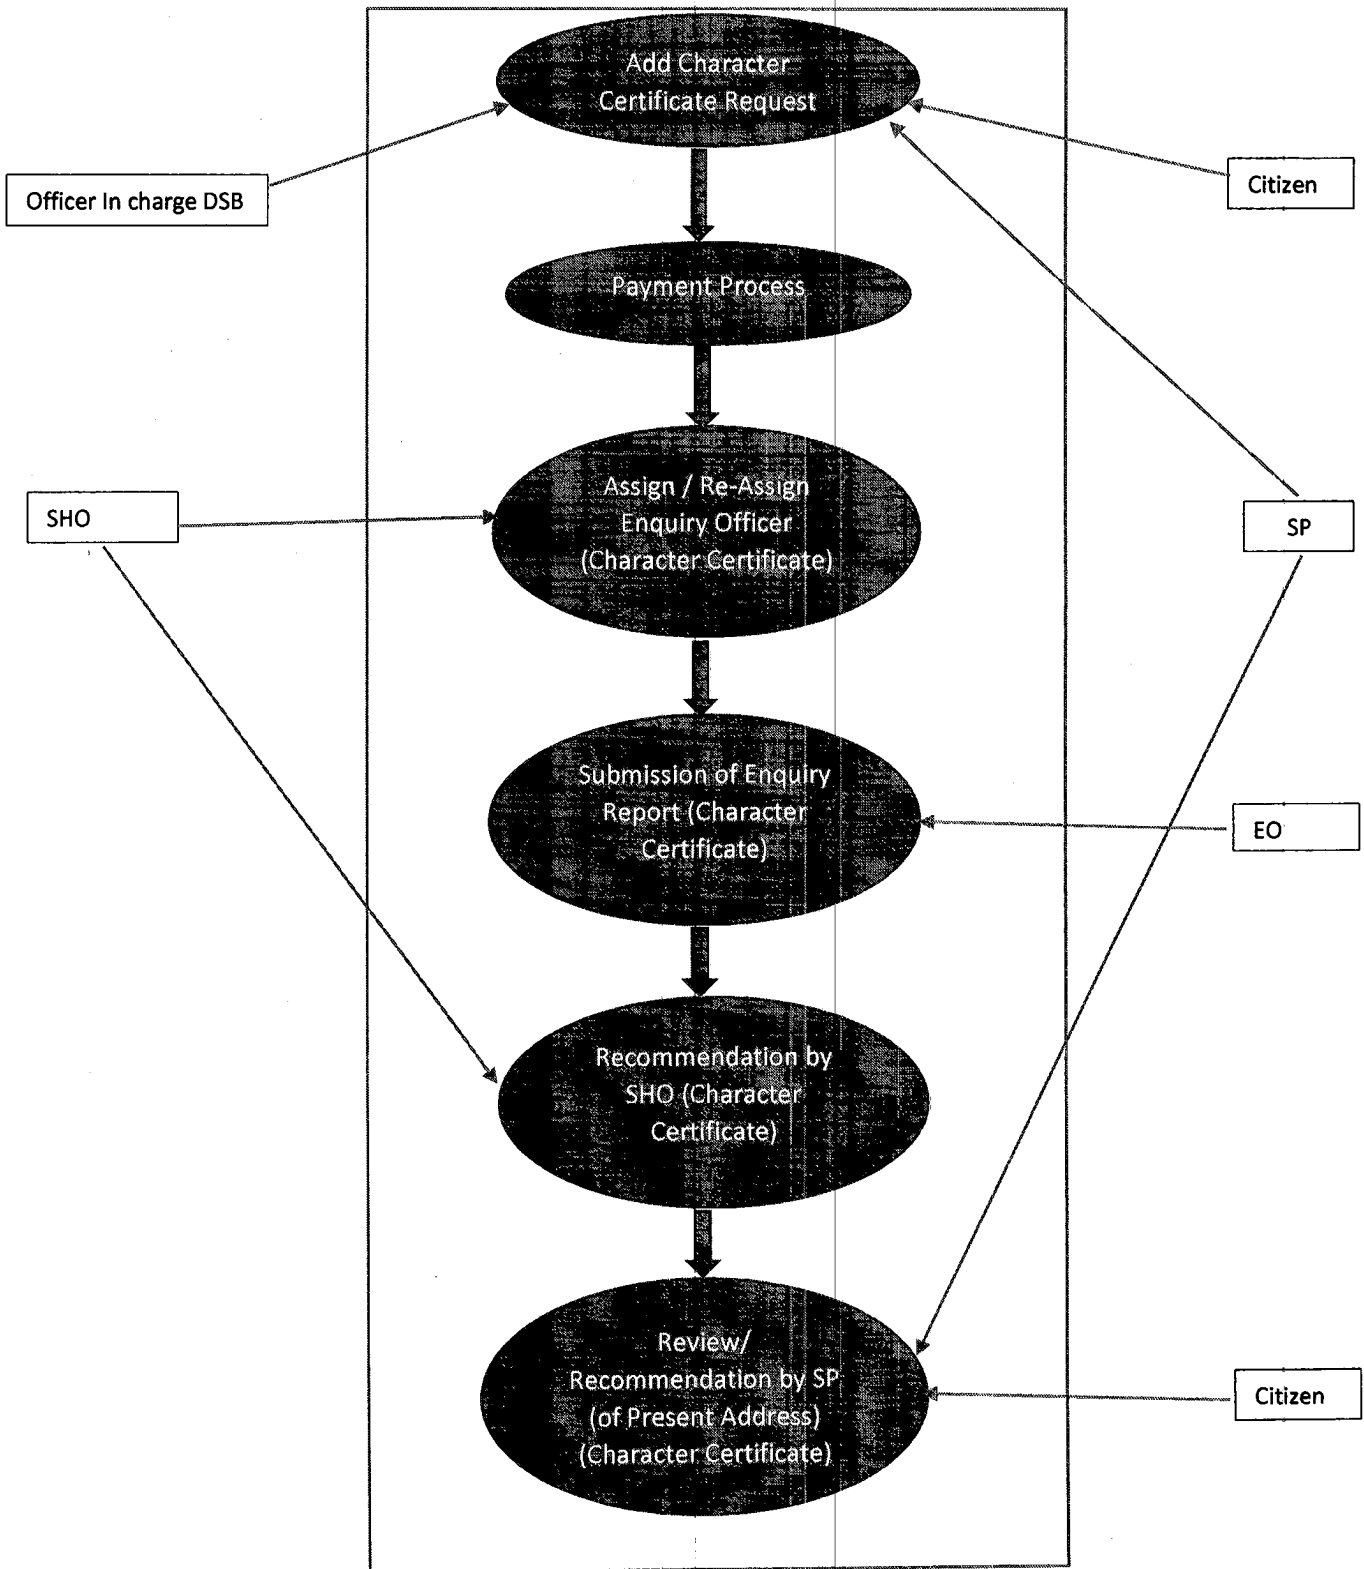 Add Character
Certificate Request
Officer In charge DSB
Citizen
Payment Process
Assign / Re-Assign
Enquiry Officer
(Character Certificate)
SHO
SP
Submission of Enquiry
Report (Character
Certificate)
EO
Recommendation by
SHO (Character
Certificate)
Review/
Recommendation by SP
(of Present Address)
(Character Certificate)
Citizen